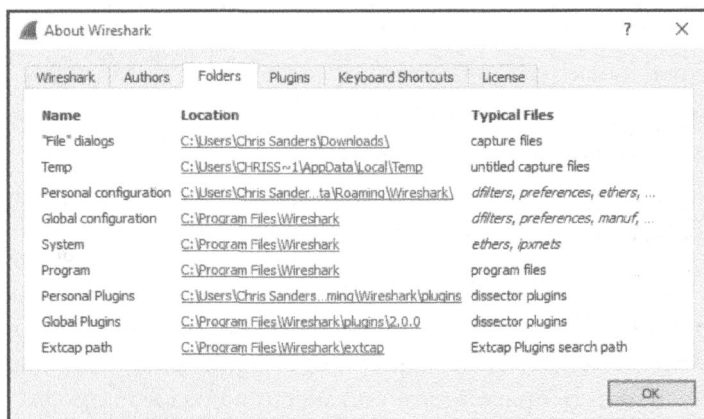 About Wireshark ? X
Wireshark Authors Folders Plugins Keyboard Shortcuts License
Name Location Typical Files
"File" dialogs C:\Users\Chris Sanders\Downloads\ capture files
Temp C:\Users\CHRISS~1\AppData\Local\Temp untitled capture files
Personal configuration C:\Users\Chris Sander...ta\Roaming\Wireshark\ dfilters, preferences, ethers, ...
Global configuration C:\Program Files\Wireshark dfilters, preferences, manuf, ...
System C:\Program Files\Wireshark ethers, ipxnets
Program C:\Program Files\Wireshark program files
Personal Plugins C:\Users\Chris Sanders...ming\Wireshark\plugins dissector plugins
Global Plugins C:\Program Files\Wireshark\plugins\2.0.0 dissector plugins
Extcap path C:\Program Files\Wireshark\extcap Extcap Plugins search path
OK